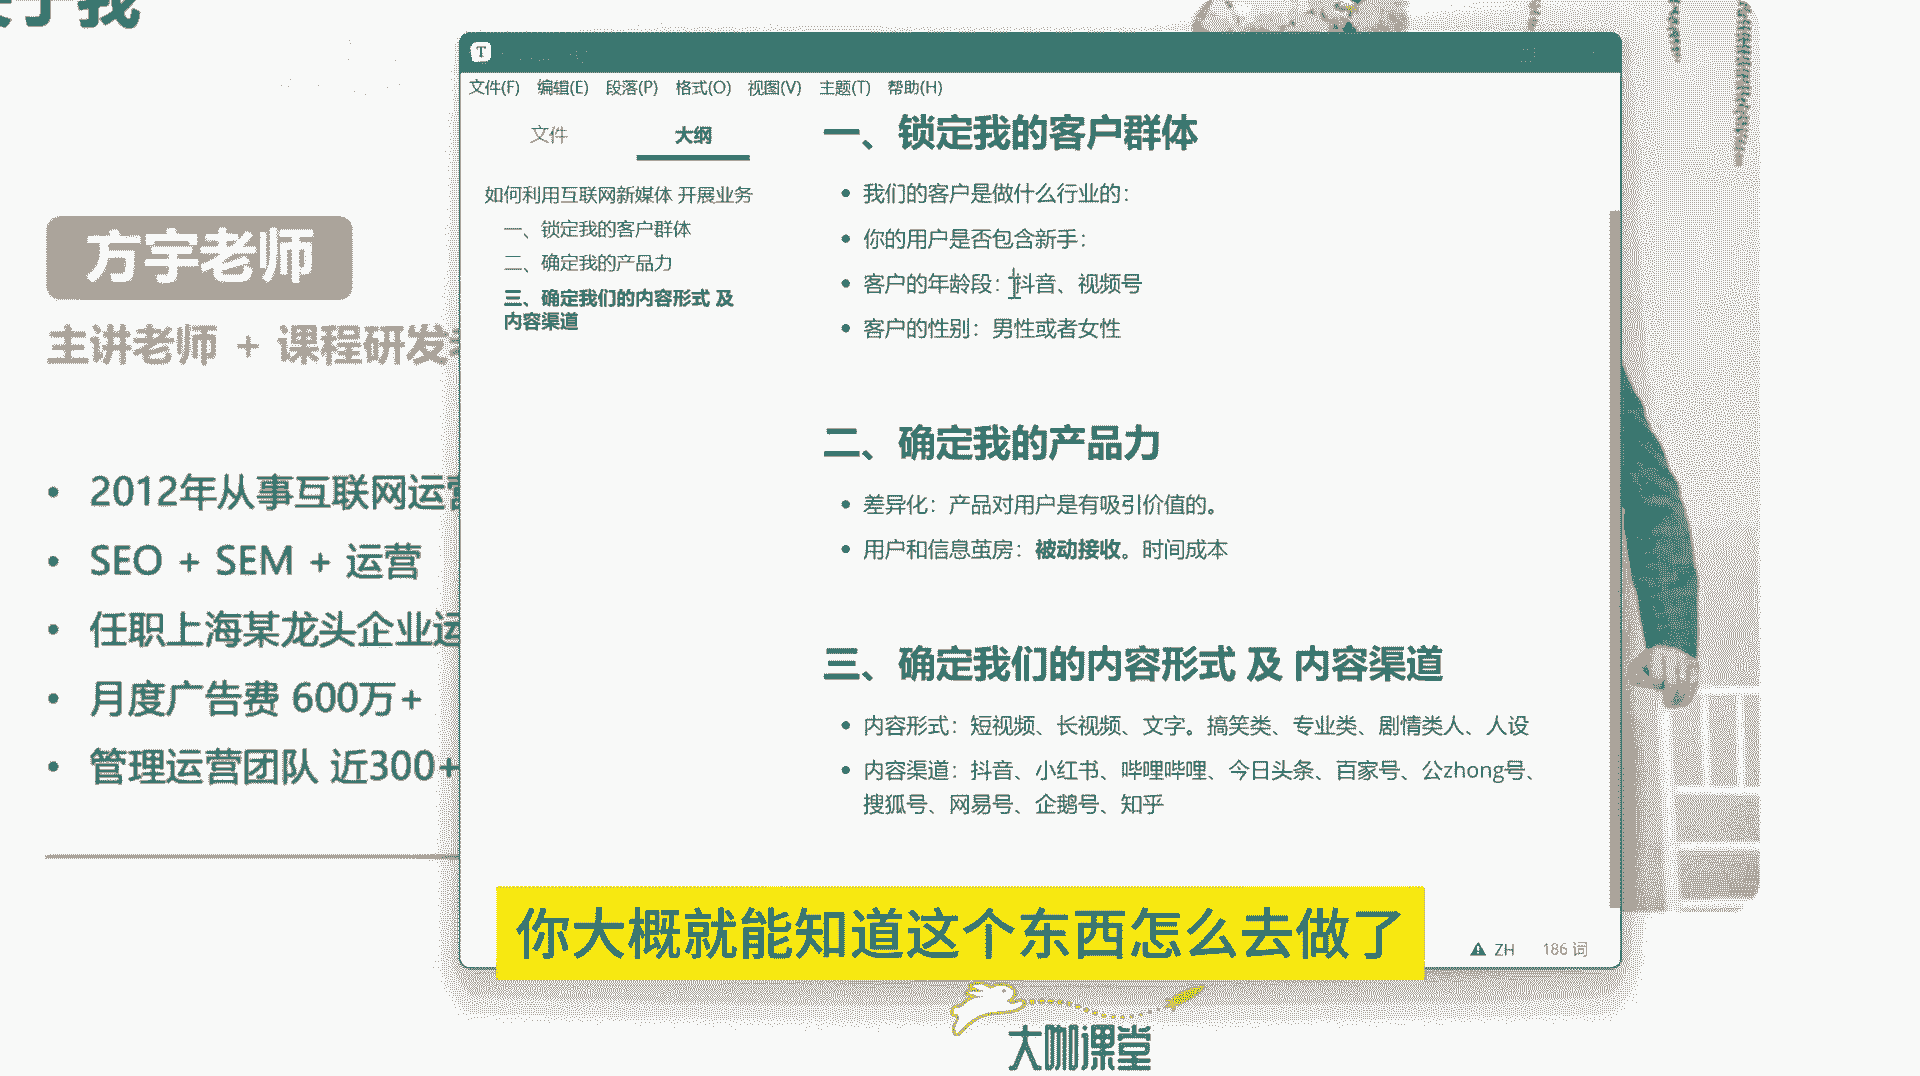 于我
方宇老师
主讲老师 + 课程研发
• 2012年从事互联网运营
• SEO + SEM + 运营
• 任职上海某龙头企业运
• 月度广告费 600万+
• 管理运营团队 近300+
T
文件(F) 编辑(E) 段落(P) 格式(O) 视图(V) 主题(T) 帮助(H)
文件 大纲
如何利用互联网新媒体 开展业务
一、锁定我的客户群体
二、确定我的产品力
三、确定我们的内容形式 及
内容渠道
一、锁定我的客户群体
• 我们的客户是做什么行业的：
• 你的用户是否包含新手：
• 客户的年龄段：抖音、视频号
• 客户的性别：男性或者女性
二、确定我的产品力
• 差异化：产品对用户是有吸引价值的。
• 用户和信息茧房：被动接收。时间成本
三、确定我们的内容形式 及 内容渠道
• 内容形式：短视频、长视频、文字。搞笑类、专业类、剧情类人、人设
• 内容渠道：抖音、小红书、哔哩哔哩、今日头条、百家号、公zhong号、
搜狐号、网易号、企鹅号、知乎
ZH 186 词
你大概就能知道这个东西怎么去做了
大咖课堂